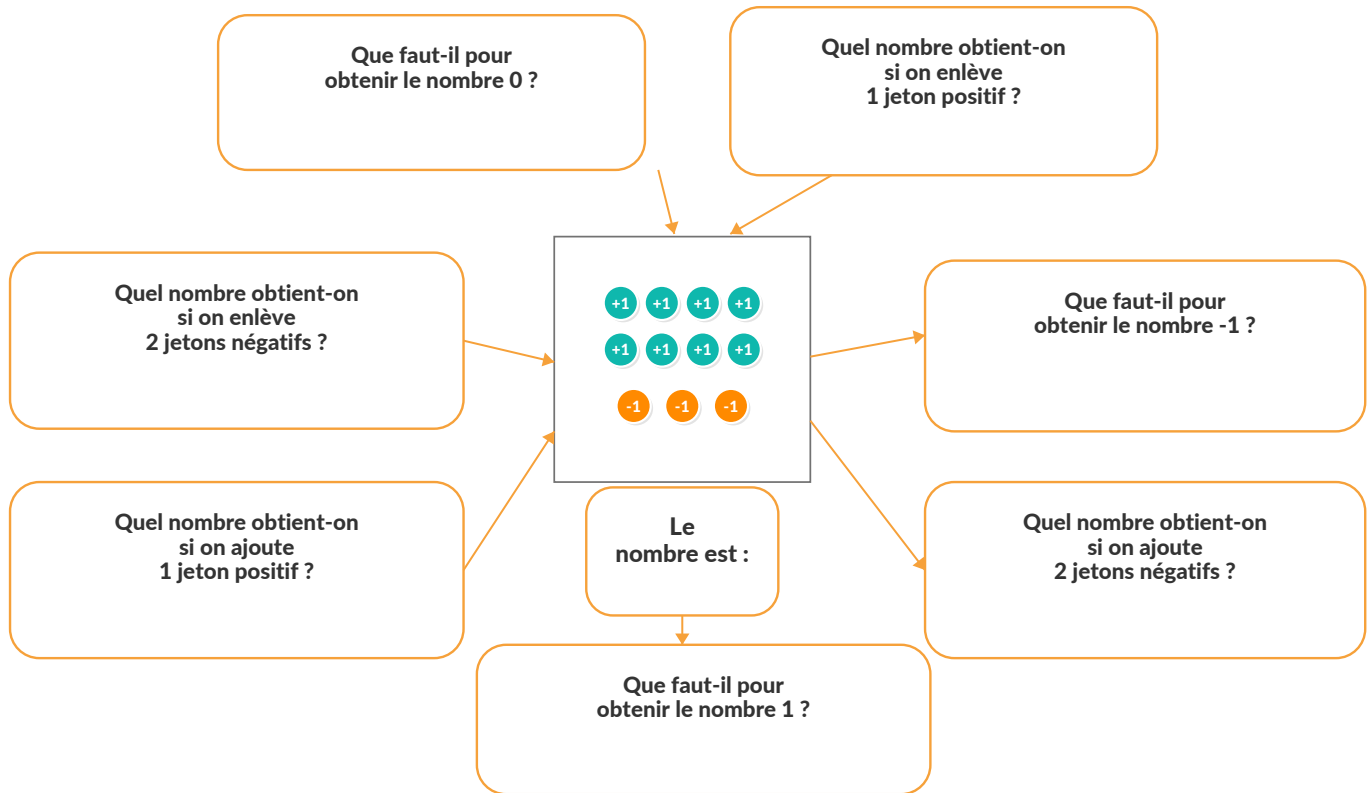 Que faut-il pour
obtenir le nombre 0 ?
Quel nombre obtient-on
si on enlève
1 jeton positif ?
Quel nombre obtient-on
si on enlève
2 jetons négatifs ?
+1 +1 +1 +1
+1 +1 +1 +1
-1 -1 -1
Que faut-il pour
obtenir le nombre -1 ?
Quel nombre obtient-on
si on ajoute
1 jeton positif ?
Le
nombre est :
Quel nombre obtient-on
si on ajoute
2 jetons négatifs ?
Que faut-il pour
obtenir le nombre 1 ?